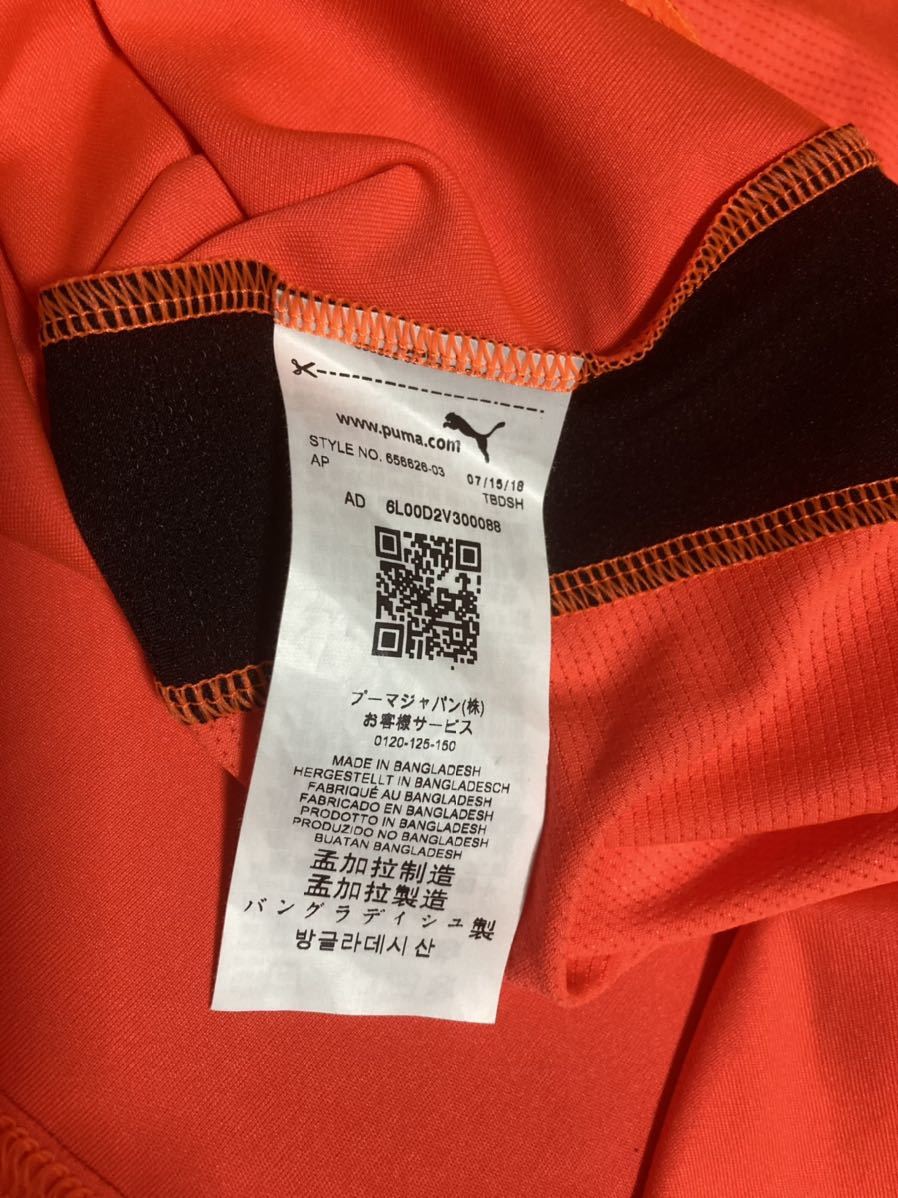 www.puma.com
STYLE NO. 656626-03 07/15/18
AP TBDSH
AD 6L00D2V300088
プーマジャパン(株)
お客様サービス
0120-125-150
MADE IN BANGLADESH
HERGESTELLT IN BANGLADESCH
FABRIQUÉ AU BANGLADESH
FABRICADO EN BANGLADESH
PRODOTTO IN BANGLADESH
PRODUZIDO NO BANGLADESH
BUATAN BANGLADESH
孟加拉制造
孟加拉製造
バングラディシュ製
방글라데시 산